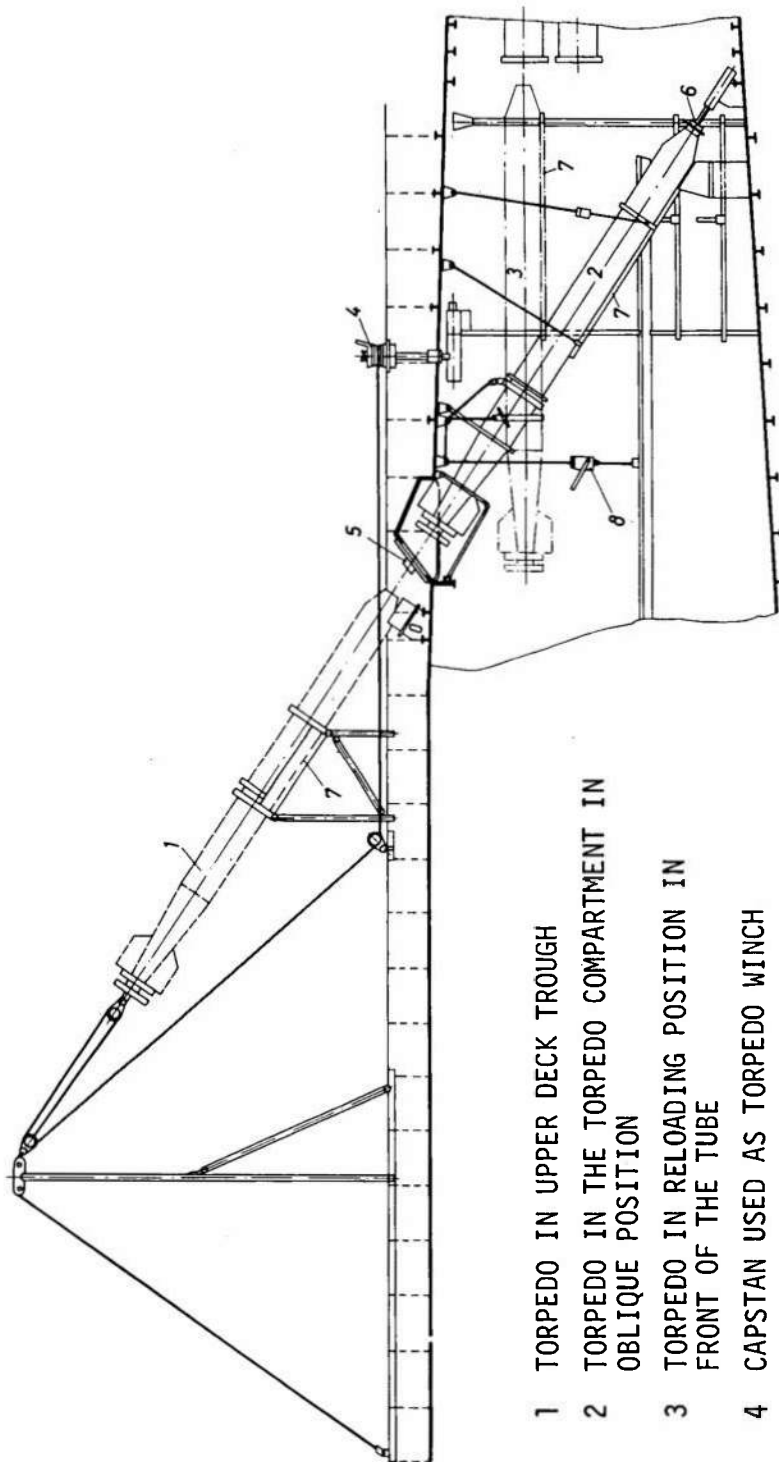 1
7
5
4
3
7
2
7
6
8
1 TORPEDO IN UPPER DECK TROUGH
2 TORPEDO IN THE TORPEDO COMPARTMENT IN
OBLIQUE POSITION
3 TORPEDO IN RELOADING POSITION IN
FRONT OF THE TUBE
4 CAPSTAN USED AS TORPEDO WINCH